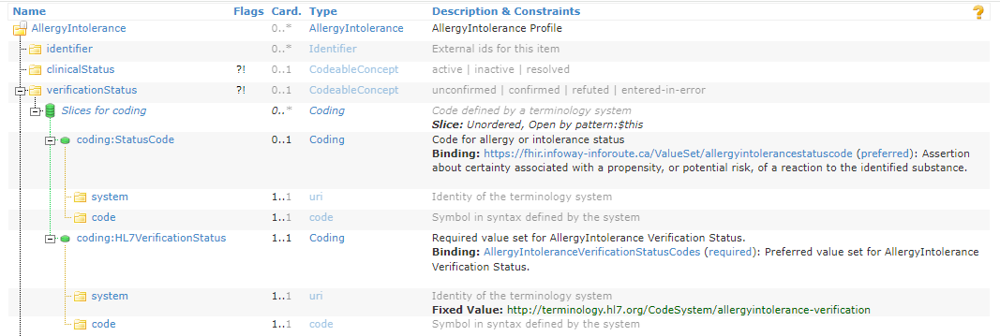 Name Flags Card. Type Description & Constraints ?
AllergyIntolerance 0..* AllergyIntolerance AllergyIntolerance Profile
identifier 0..* Identifier External ids for this item
clinicalStatus ?! 0..1 CodeableConcept active | inactive | resolved
verificationStatus ?! 0..1 CodeableConcept unconfirmed | confirmed | refuted | entered-in-error
Slices for coding 0..* Coding Code defined by a terminology system
Slice: Unordered, Open by pattern:$this
coding:StatusCode 0..1 Coding Code for allergy or intolerance status
Binding: https://fhir.infoway-inforoute.ca/ValueSet/allergyintolerancestatuscode (preferred): Assertion
about certainty associated with a propensity, or potential risk, of a reaction to the identified substance.
system 1..1 uri Identity of the terminology system
code 1..1 code Symbol in syntax defined by the system
coding:HL7VerificationStatus 1..1 Coding Required value set for AllergyIntolerance Verification Status.
Binding: AllergyIntoleranceVerificationStatusCodes (required): Preferred value set for AllergyIntolerance
Verification Status.
system 1..1 uri Identity of the terminology system
Fixed Value: http://terminology.hl7.org/CodeSystem/allergyintolerance-verification
code 1..1 code Symbol in syntax defined by the system